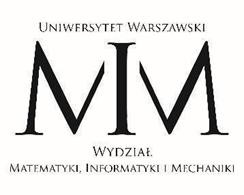 Uniwersytet Warszawski
MIM
Wydział
Matematyki, Informatyki i Mechaniki